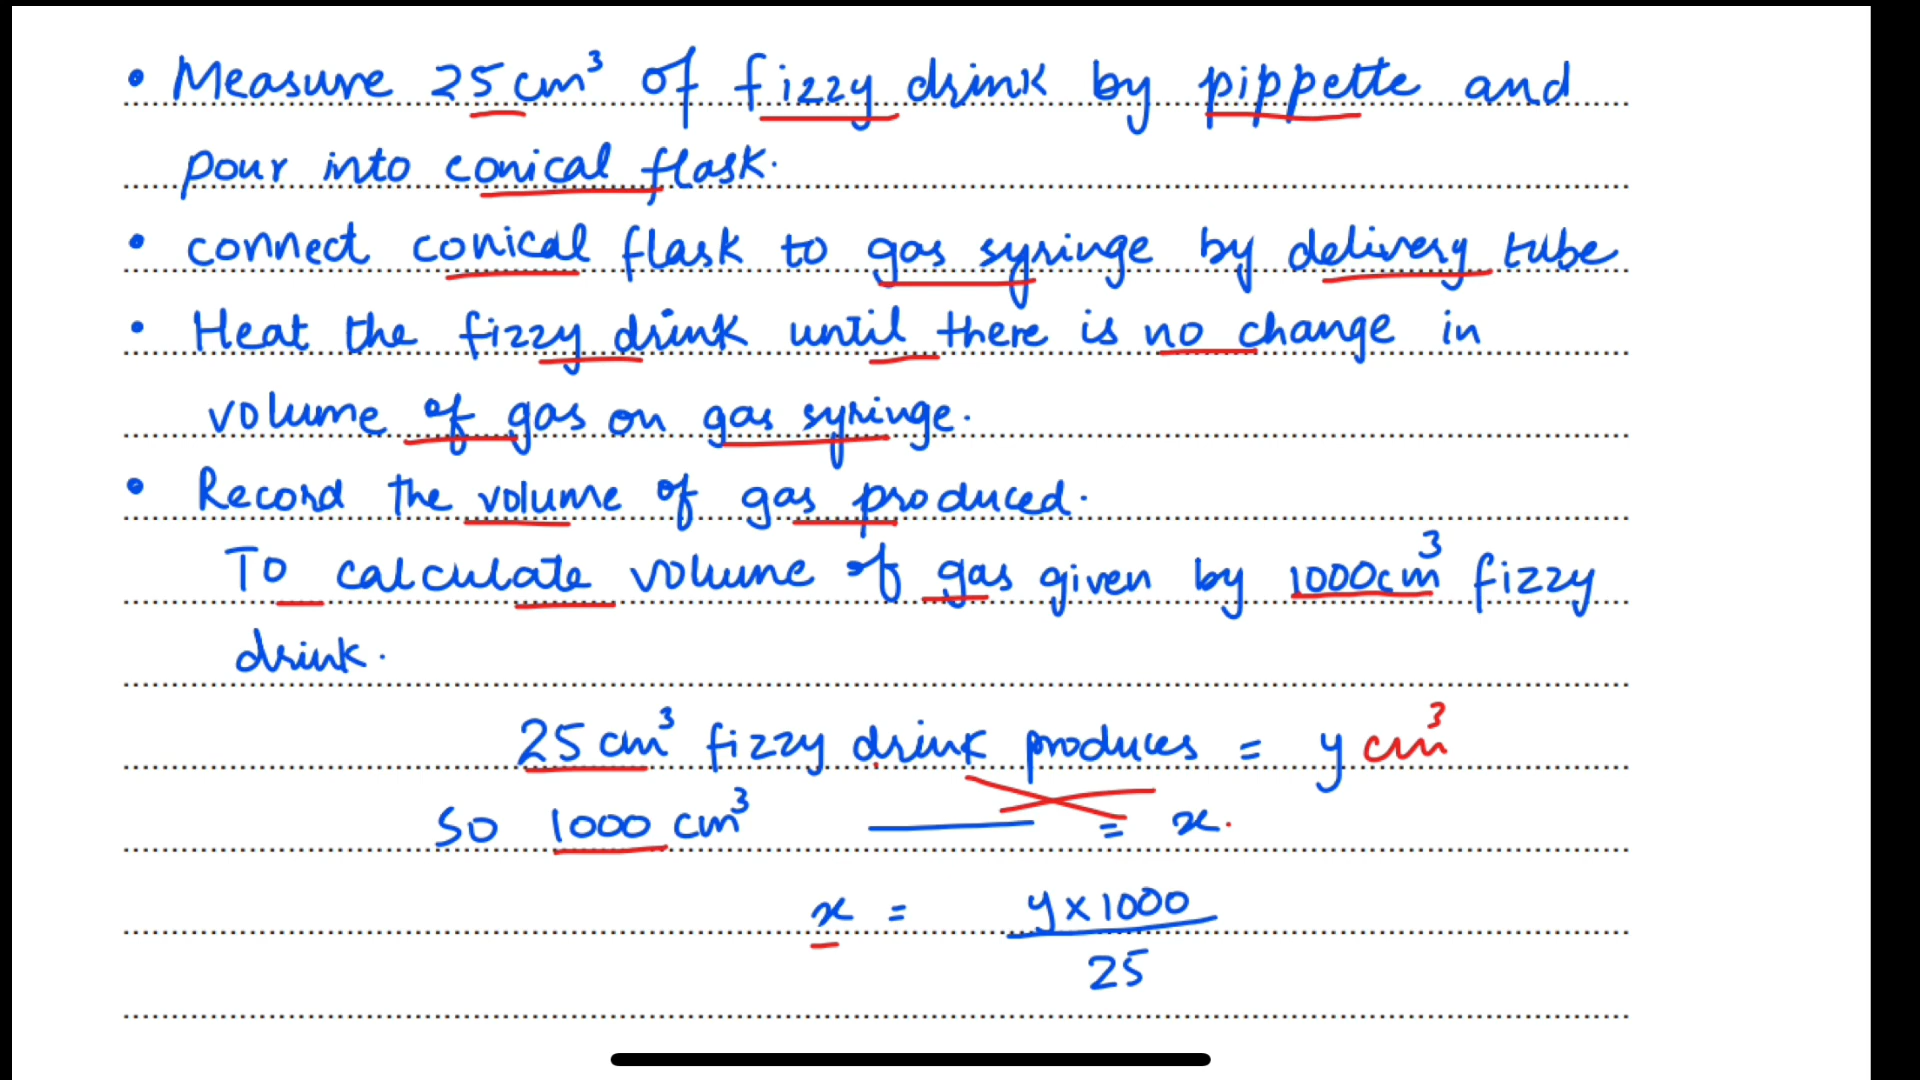 • Measure 25cm³ of fizzy drink by pippette and
pour into conical flask.
• connect conical flask to gas syringe by delivery tube
• Heat the fizzy drink until there is no change in
volume of gas on gas syringe.
• Record the volume of gas produced.
To calculate volume of gas given by 1000cm³ fizzy
drink.
25 cm³ fizzy drink produces = y cm³
so 1000 cm³ —— = x.
x = y x 1000
25